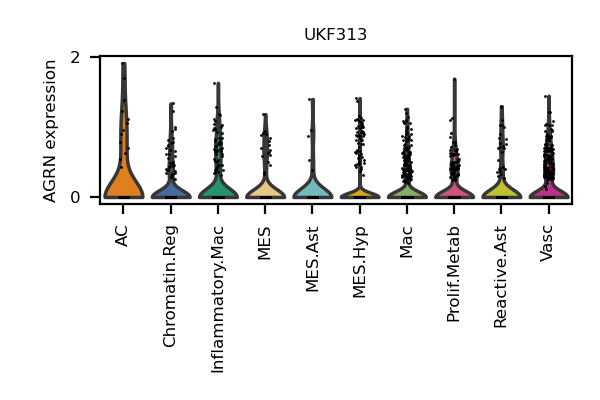 UKF313
AGRN expression
2
0
AC
Chromatin.Reg
Inflammatory.Mac
MES
MES.Ast
MES.Hyp
Mac
Prolif.Metab
Reactive.Ast
Vasc